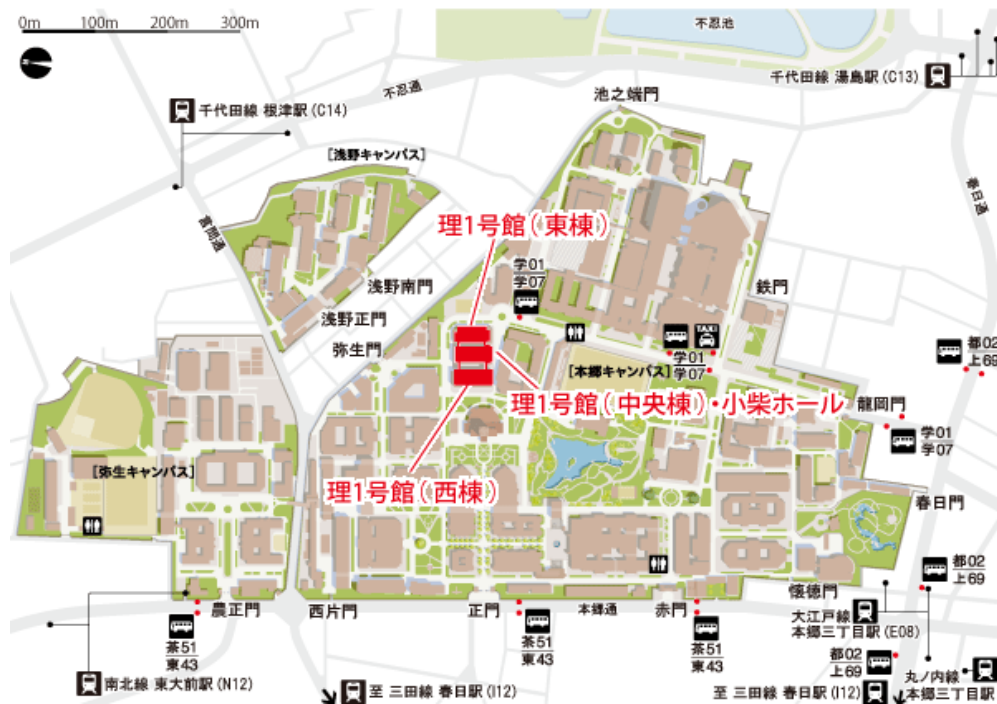 0m 100m 200m 300m
不忍池
千代田線 湯島駅(C13)
不忍通
池之端門
千代田線 根津駅(C14)
[浅野キャンパス]
春日通
言問通
理1号館(東棟)
学01
学07
浅野南門
鉄門
浅野正門
弥生門
TAXI
学01
学07
[本郷キャンパス]
都02
上69
理1号館(中央棟)・小柴ホール
龍岡門
学01
学07
[弥生キャンパス]
理1号館(西棟)
春日門
都02
上69
懐徳門
農正門
西片門
正門
本郷通
赤門
大江戸線
本郷三丁目駅(E08)
茶51
東43
茶51
東43
茶51
東43
都02
上69
南北線 東大前駅(N12)
至 三田線 春日駅(I12)
至 三田線 春日駅(I12)
丸ノ内線
本郷三丁目駅